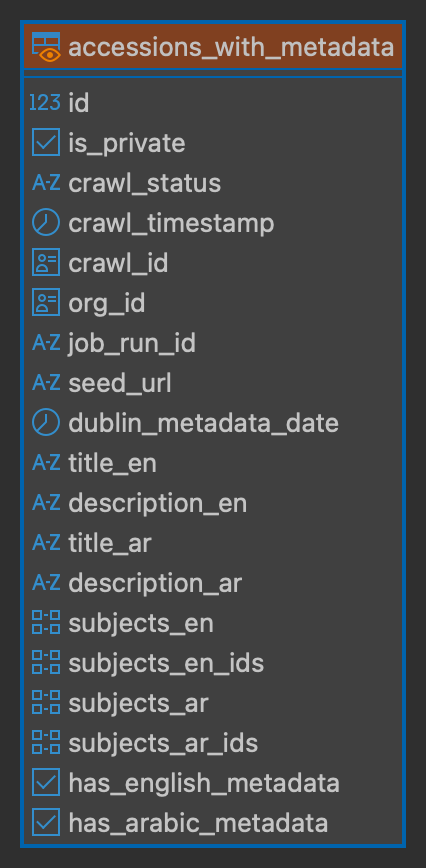 accessions_with_metadata
123 id
is_private
A-Z crawl_status
crawl_timestamp
crawl_id
org_id
A-Z job_run_id
A-Z seed_url
dublin_metadata_date
A-Z title_en
A-Z description_en
A-Z title_ar
A-Z description_ar
subjects_en
subjects_en_ids
subjects_ar
subjects_ar_ids
has_english_metadata
has_arabic_metadata